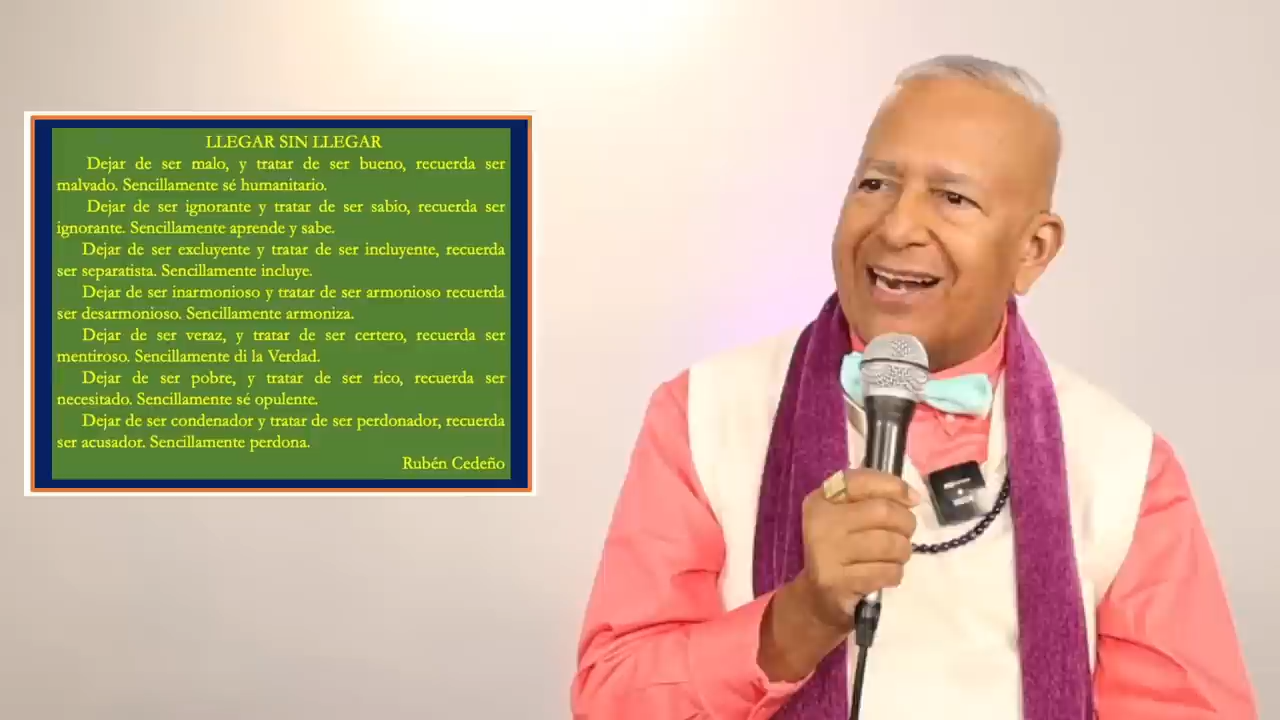 LLEGAR SIN LLEGAR
Dejar de ser malo, y tratar de ser bueno, recuerda ser
malvado. Sencillamente sé humanitario.
Dejar de ser ignorante y tratar de ser sabio, recuerda ser
ignorante. Sencillamente aprende y sabe.
Dejar de ser excluyente y tratar de ser incluyente, recuerda
ser separatista. Sencillamente incluye.
Dejar de ser inarmonioso y tratar de ser armonioso recuerda
ser desarmonioso. Sencillamente armoniza.
Dejar de ser veraz, y tratar de ser certero, recuerda ser
mentiroso. Sencillamente di la Verdad.
Dejar de ser pobre, y tratar de ser rico, recuerda ser
necesitado. Sencillamente sé opulente.
Dejar de ser condenador y tratar de ser perdonador, recuerda
ser acusador. Sencillamente perdona.
Rubén Cedeño